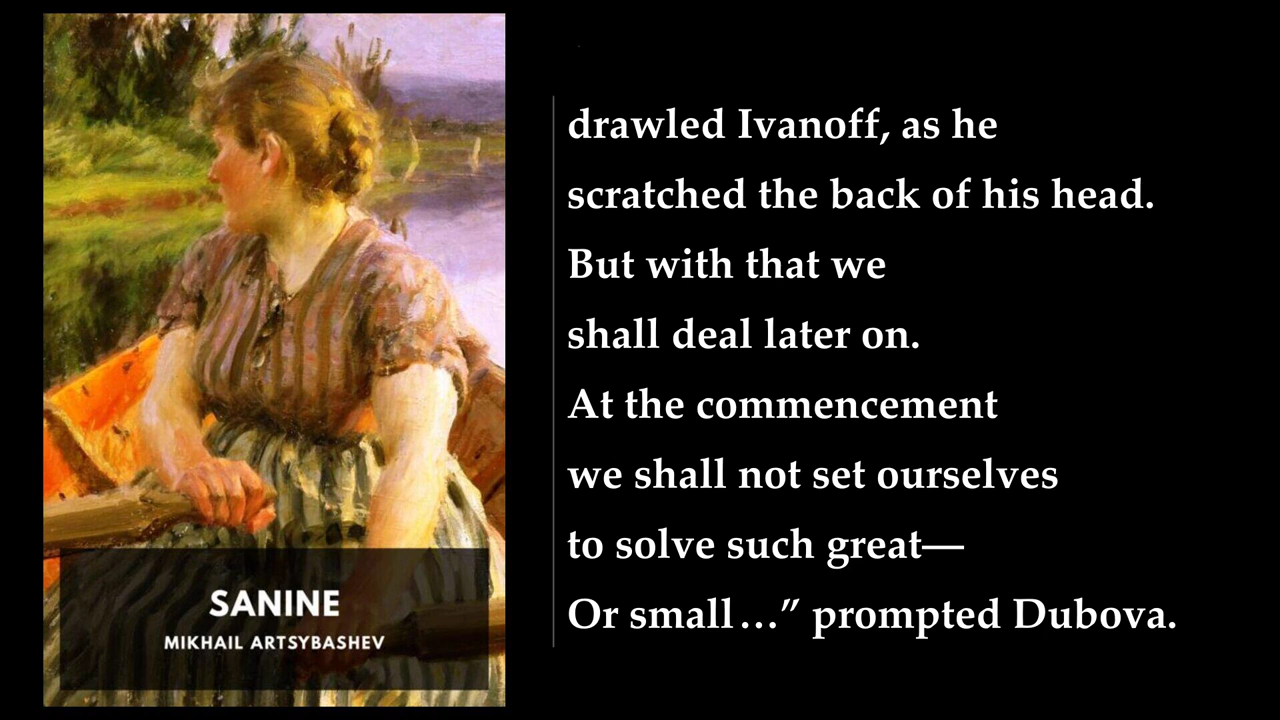 SANINE
MIKHAIL ARTSYBASHEV
drawled Ivanoff, as he
scratched the back of his head.
But with that we
shall deal later on.
At the commencement
we shall not set ourselves
to solve such great—
Or small…” prompted Dubova.